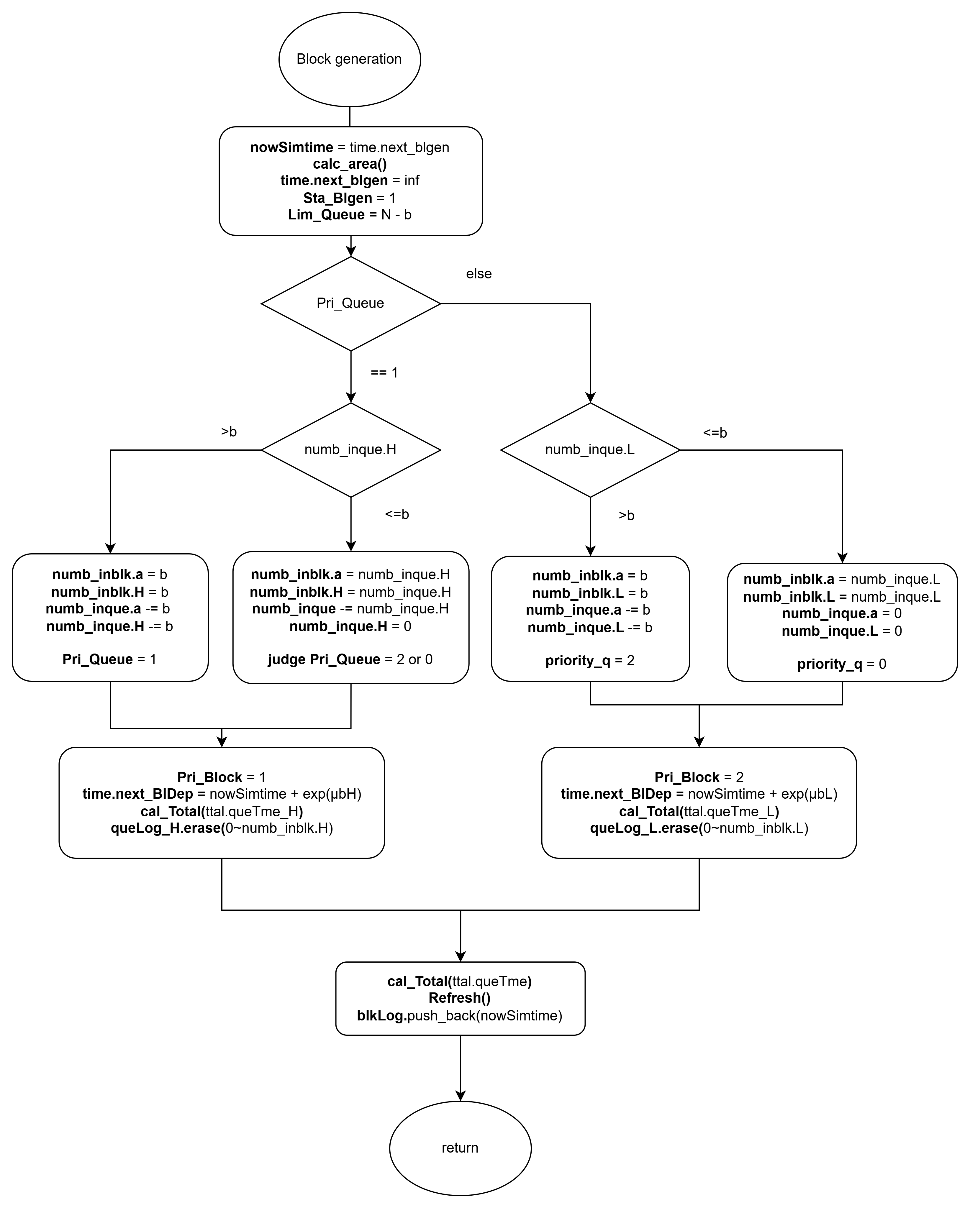 Block generation
nowSimtime = time.next_blgen
calc_area()
time.next_blgen = inf
Sta_Blgen = 1
Lim_Queue = N - b
else
Pri_Queue
== 1
>b
numb_inque.H
numb_inque.L
<=b
<=b
>b
numb_inblk.a = b
numb_inblk.H = b
numb_inque.a -= b
numb_inque.H -= b
Pri_Queue = 1
numb_inblk.a = numb_inque.H
numb_inblk.H = numb_inque.H
numb_inque -= numb_inque.H
numb_inque.H = 0
judge Pri_Queue = 2 or 0
numb_inblk.a = b
numb_inblk.L = b
numb_inque.a -= b
numb_inque.L -= b
priority_q = 2
numb_inblk.a = numb_inque.L
numb_inblk.L = numb_inque.L
numb_inque.a = 0
numb_inque.L = 0
priority_q = 0
Pri_Block = 1
time.next_BlDep = nowSimtime + exp(μbH)
cal_Total(ttal.queTme_H)
queLog_H.erase(0~numb_inblk.H)
Pri_Block = 2
time.next_BlDep = nowSimtime + exp(μbL)
cal_Total(ttal.queTme_L)
queLog_L.erase(0~numb_inblk.L)
cal_Total(ttal.queTme)
Refresh()
blkLog.push_back(nowSimtime)
return